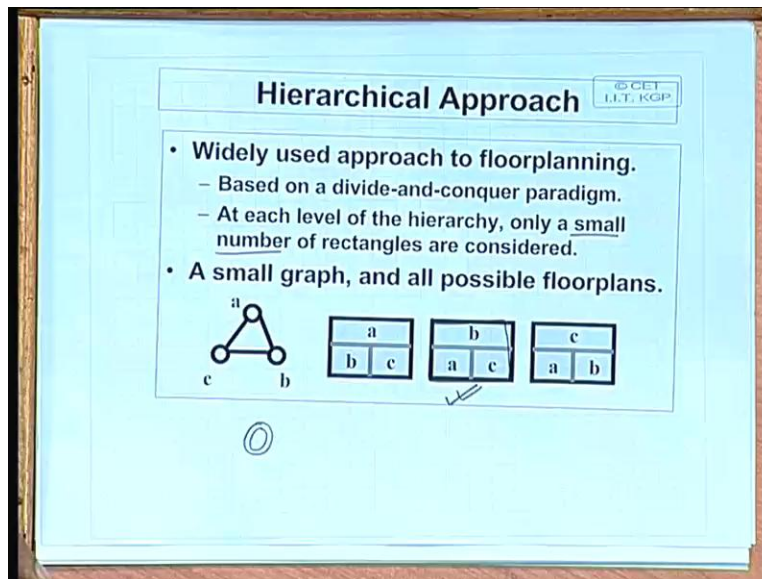 Hierarchical Approach
© CET
I.I.T. KGP
• Widely used approach to floorplanning.
– Based on a divide-and-conquer paradigm.
– At each level of the hierarchy, only a small
number of rectangles are considered.
• A small graph, and all possible floorplans.
a
c b
a
b c
b
a c
c
a b